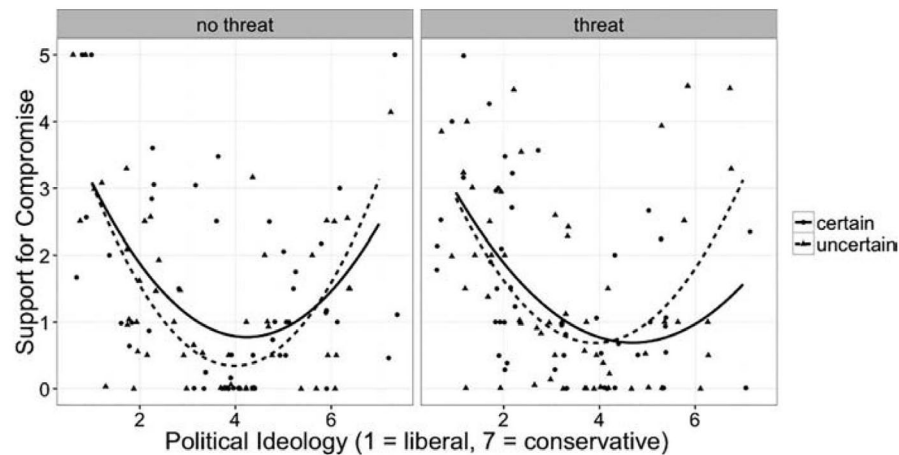 no threat
threat
Support for Compromise
5
4
3
2
1
0
2
4
6
2
4
6
Political Ideology (1 = liberal, 7 = conservative)
certain
uncertain